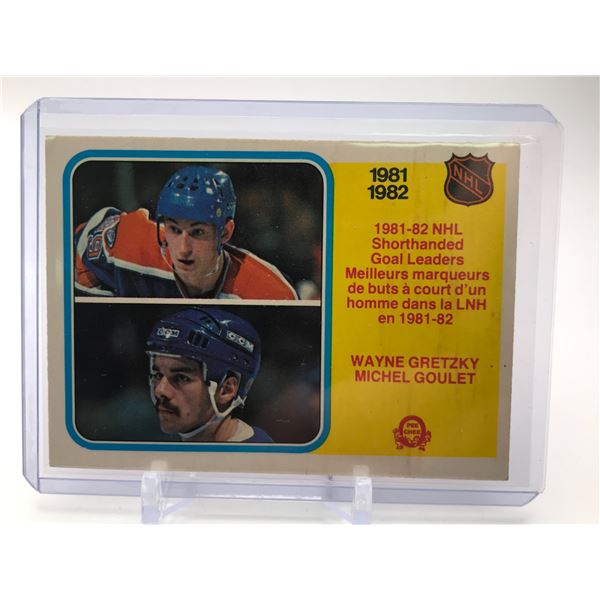 1981
1982
NHL
1981-82 NHL
Shorthanded
Goal Leaders
Meilleurs marqueurs
de buts à court d'un
homme dans la LNH
en 1981-82
WAYNE GRETZKY
MICHEL GOULET
PEE
CHEE
CCM
CCM